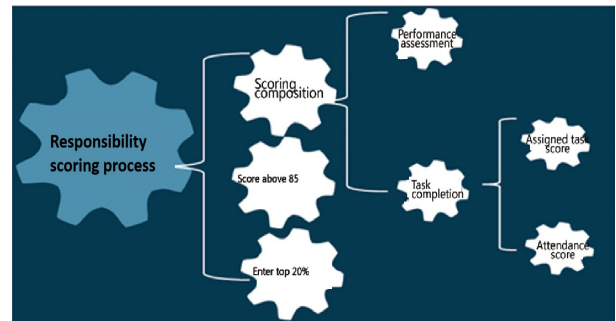 Responsibility
scoring process
Scoring
composition
Score above 85
Enter top 20%
Performance
assessment
Task
completion
Assigned task
score
Attendance
score